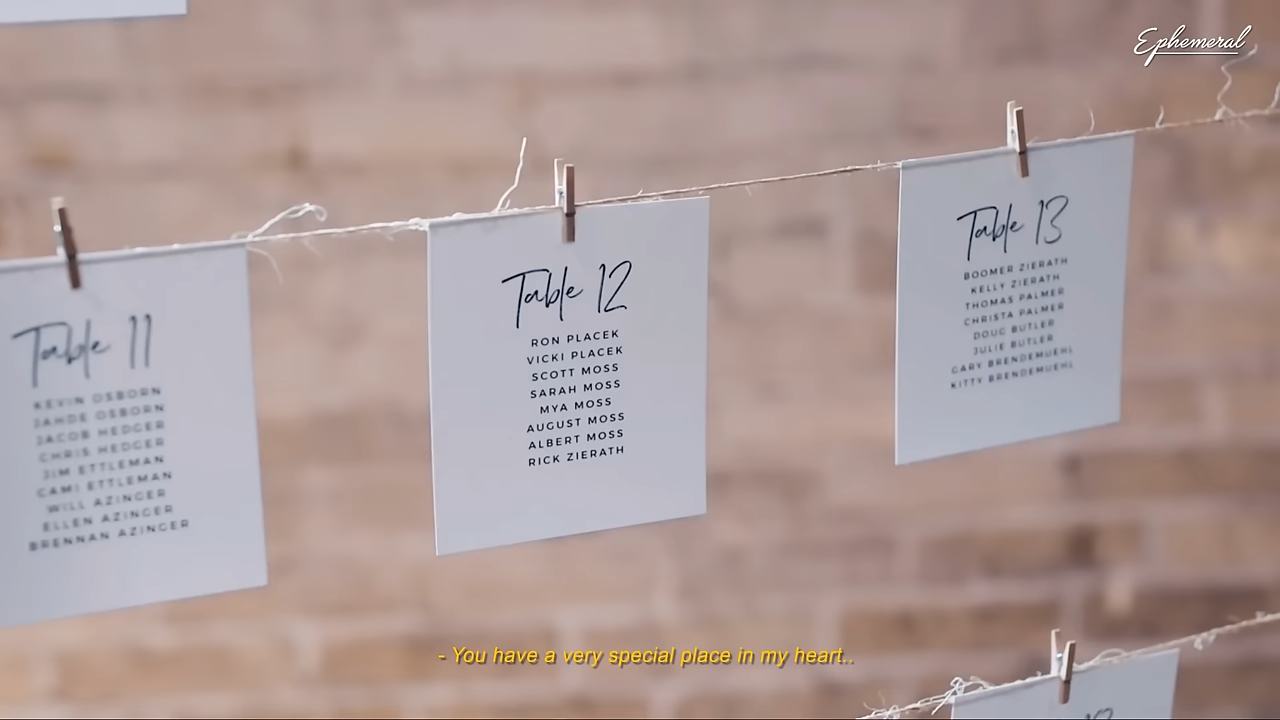 Ephemeral
Table 11
KEVIN OSBORN
JAHDE OSBORN
JACOB HEDGER
CHRIS HEDGER
JIM ETTLEMAN
CAMI ETTLEMAN
WILL AZINGER
ELLEN AZINGER
BRENNAN AZINGER
Table 12
RON PLACEK
VICKI PLACEK
SCOTT MOSS
SARAH MOSS
MYA MOSS
AUGUST MOSS
ALBERT MOSS
RICK ZIERATH
Table 13
BOOMER ZIERATH
KELLY ZIERATH
THOMAS PALMER
CHRISTA PALMER
DOUG BUTLER
JULIE BUTLER
GARY BRENDEMUEHL
KITTY BRENDEMUEHL
- You have a very special place in my heart..